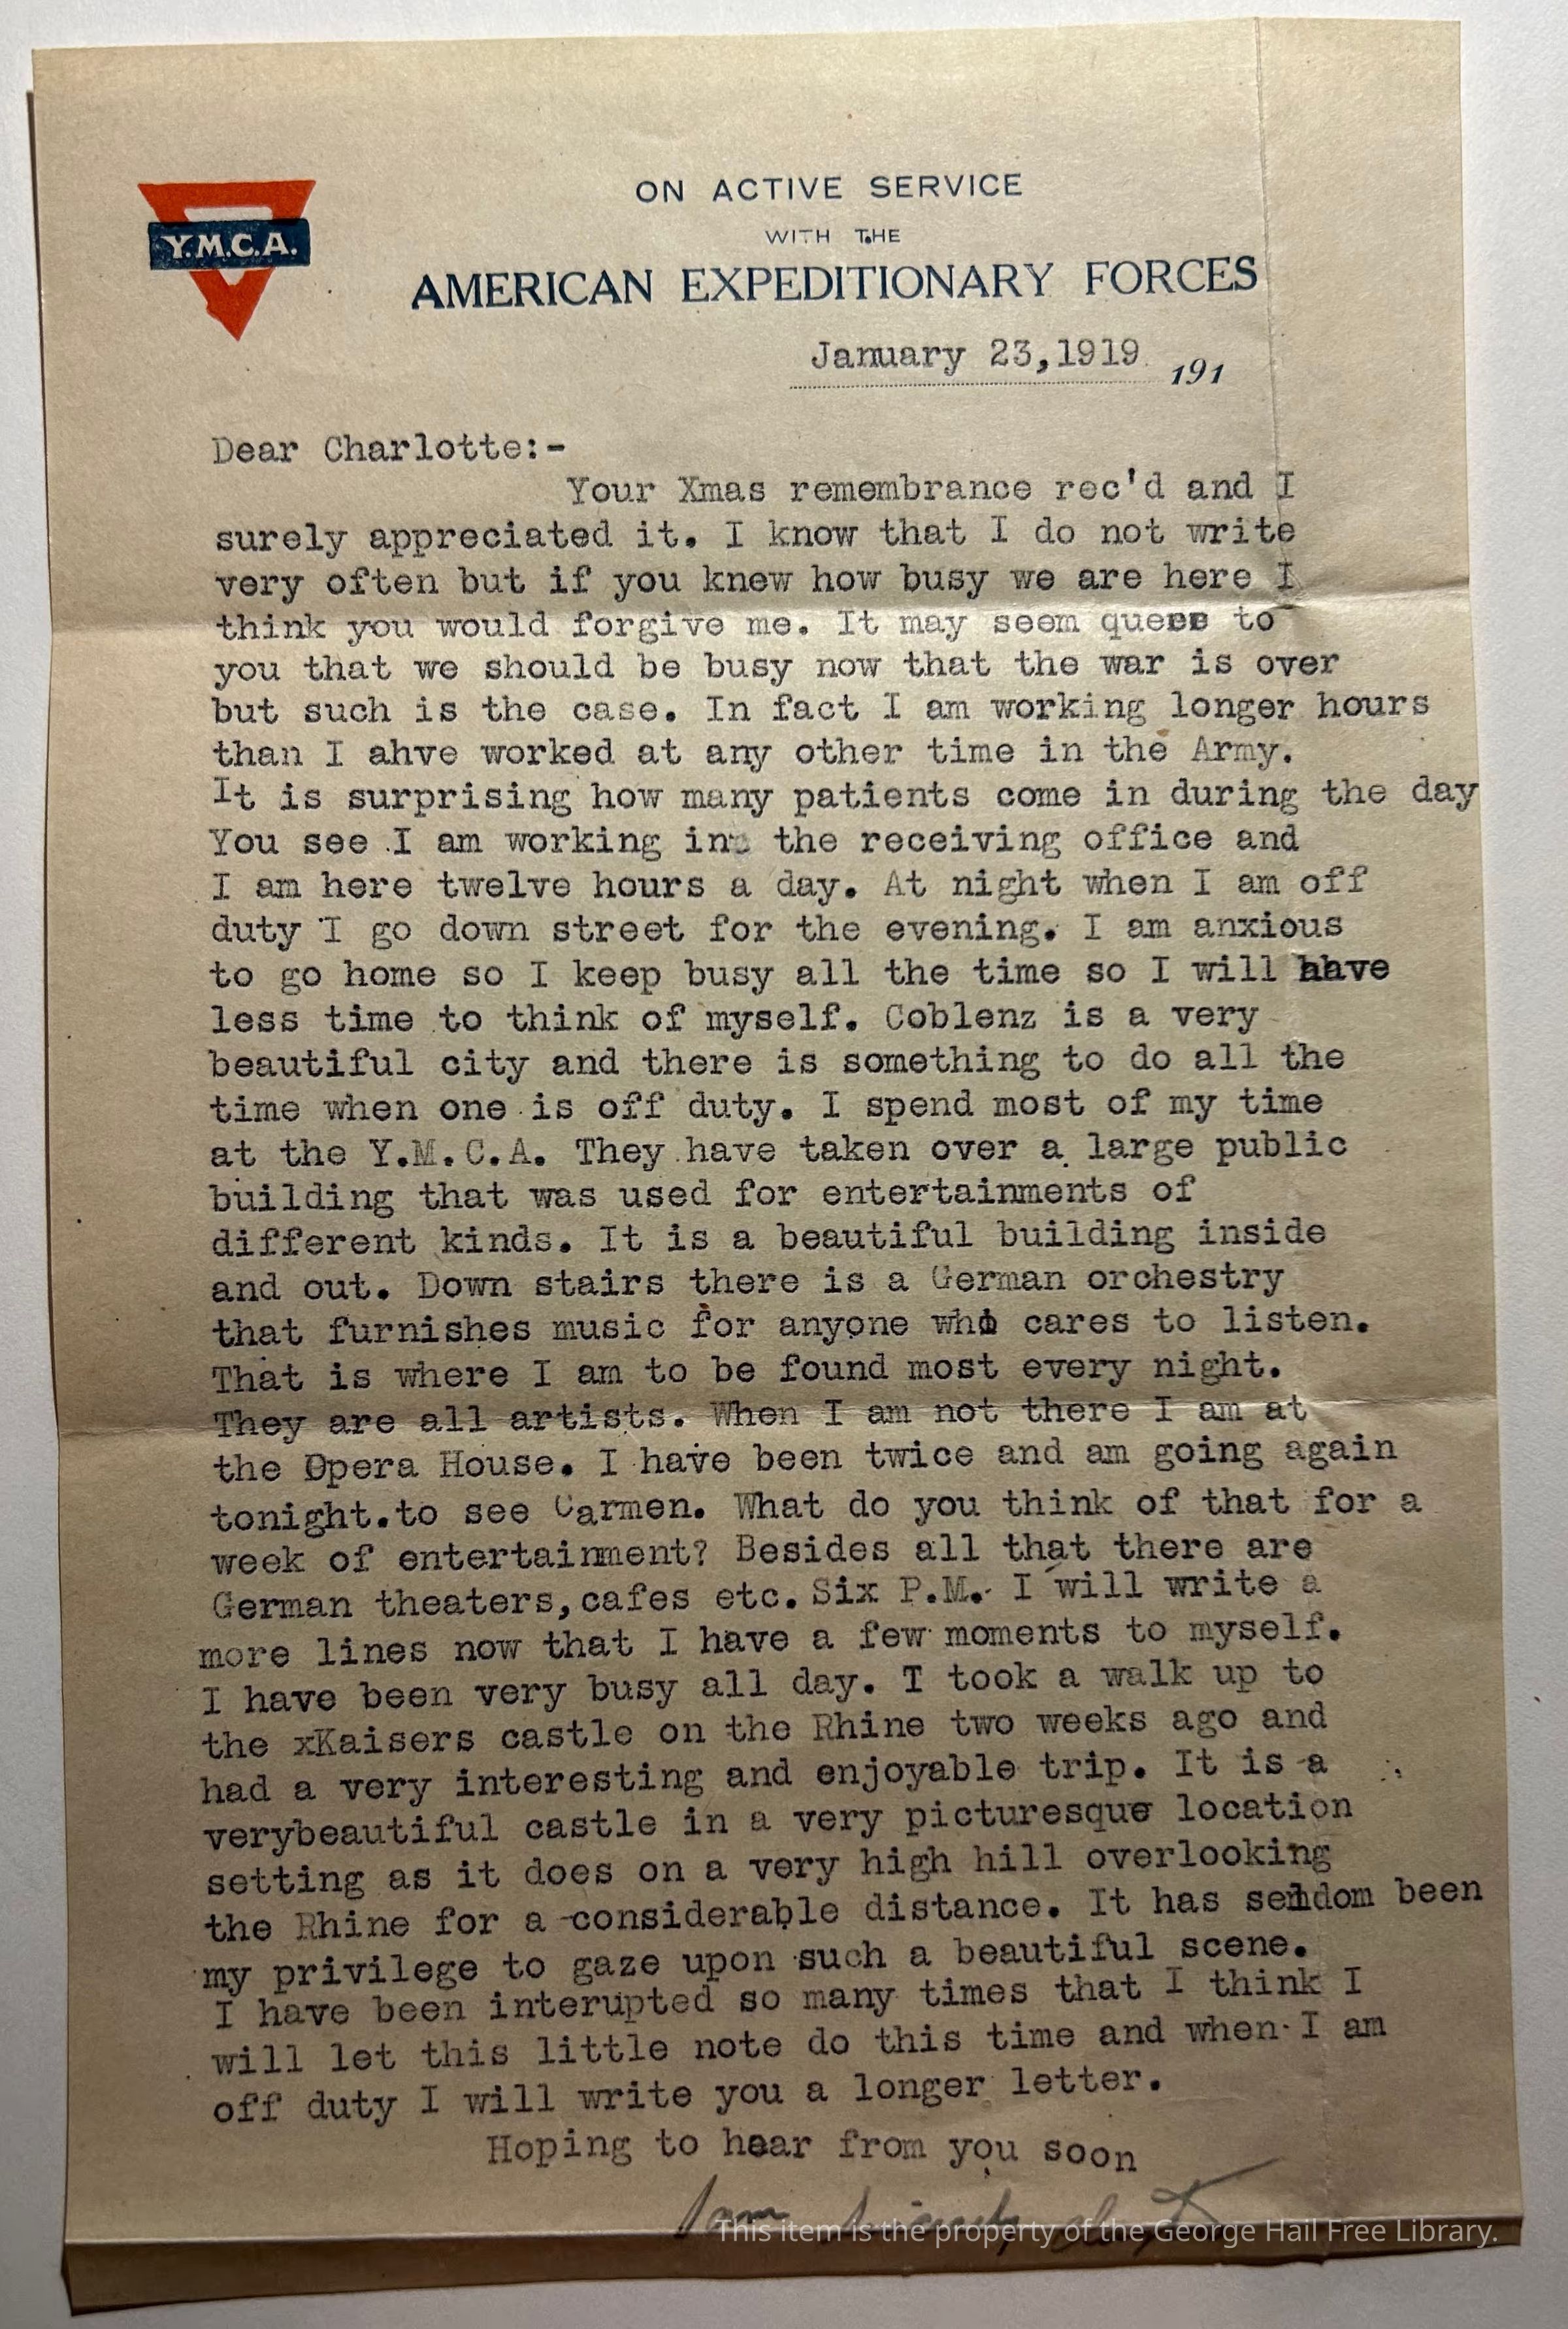 ON ACTIVE SERVICE
WITH THE
Y.M.C.A.
AMERICAN EXPEDITIONARY FORCES
January 23,1919 191
Dear Charlotte:-
Your Xmas remembrance rec'd and I
surely appreciated it. I know that I do not write
very often but if you knew how busy we are here I
think you would forgive me. It may seem queer to
you that we should be busy now that the war is over
but such is the case. In fact I am working longer hours
than I ahve worked at any other time in the Army.
It is surprising how many patients come in during the day
You see I am working in the receiving office and
I am here twelve hours a day. At night when I am off
duty I go down street for the evening. I am anxious
to go home so I keep busy all the time so I will have
less time to think of myself. Coblenz is a very
beautiful city and there is something to do all the
time when one is off duty. I spend most of my time
at the Y.M.C.A. They have taken over a large public
building that was used for entertainments of
different kinds. It is a beautiful building inside
and out. Down stairs there is a German orchestry
that furnishes music for anyone who cares to listen.
That is where I am to be found most every night.
They are all artists. When I am not there I am at
the Opera House. I have been twice and am going again
tonight.to see Carmen. What do you think of that for a
week of entertainment? Besides all that there are
German theaters,cafes etc. Six P.M. I will write a
more lines now that I have a few moments to myself.
I have been very busy all day. I took a walk up to
the xKaisers castle on the Rhine two weeks ago and
had a very interesting and enjoyable trip. It is a
verybeautiful castle in a very picturesque location
setting as it does on a very high hill overlooking
the Rhine for a considerable distance. It has seldom been
my privilege to gaze upon such a beautiful scene.
I have been interupted so many times that I think I
will let this little note do this time and when I am
off duty I will write you a longer letter.
Hoping to hear from you soon
I am
This item is the property of the George Hail Free Library.